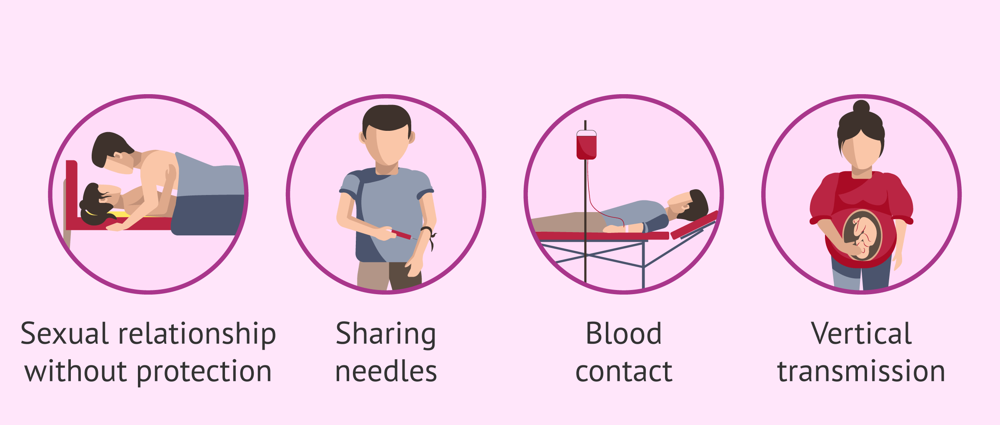 Sexual relationship
without protection
Sharing
needles
Blood
contact
Vertical
transmission